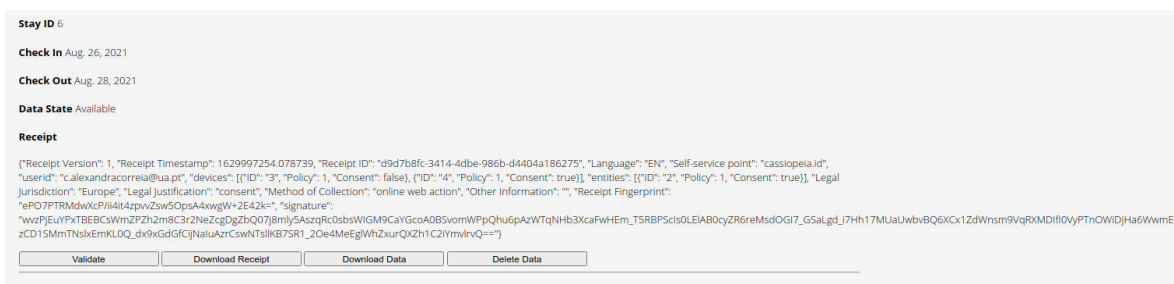 Stay ID 6
Check In Aug. 26, 2021
Check Out Aug. 28, 2021
Data State Available
Receipt
{"Receipt Version": 1, "Receipt Timestamp": 1629997254.078739, "Receipt ID": "d9d7b8fc-3414-4dbe-986b-d4404a186275", "Language": "EN", "Self-service point": "cassiopeia.id",
"userid": "c.alexandracorreia@ua.pt", "devices": [{"ID": "3", "Policy": 1, "Consent": false}, {"ID": "4", "Policy": 1, "Consent": true}], "entities": [{"ID": "2", "Policy": 1, "Consent": true}], "Legal
Jurisdiction": "Europe", "Legal Justification": "consent", "Method of Collection": "online web action", "Other Information": "", "Receipt Fingerprint":
"ePO7PTRMdwXcP/ii4it4zpvvZsw5OpsA4xwgW+2E42k=", "signature":
"wvzPjEuYPxTBEBCsWmZPZh2m8C3r2NeZcgDgZbQ07j8mly5AszqRc0sbsWIGM9CaYGcoA0BSvomWPpQhu6pAzWTqNHb3XcaFwHEm_T5RBPScIs0LElAB0cyZR6reMsdOGI7_GSaLgd_i7Hh17MUaUwbvBQ6XCx1ZdWnsm9VqRXMDIfI0VyPTnOWiDjHa6WwmE
zCD1SMmTNslxEmKL0Q_dx9xGdGfCijNaluAzrCswNTsllKB7SR1_2Oe4MeEglWhZxurQXZh1C2iYmvlrvQ=="}
Validate Download Receipt Download Data Delete Data